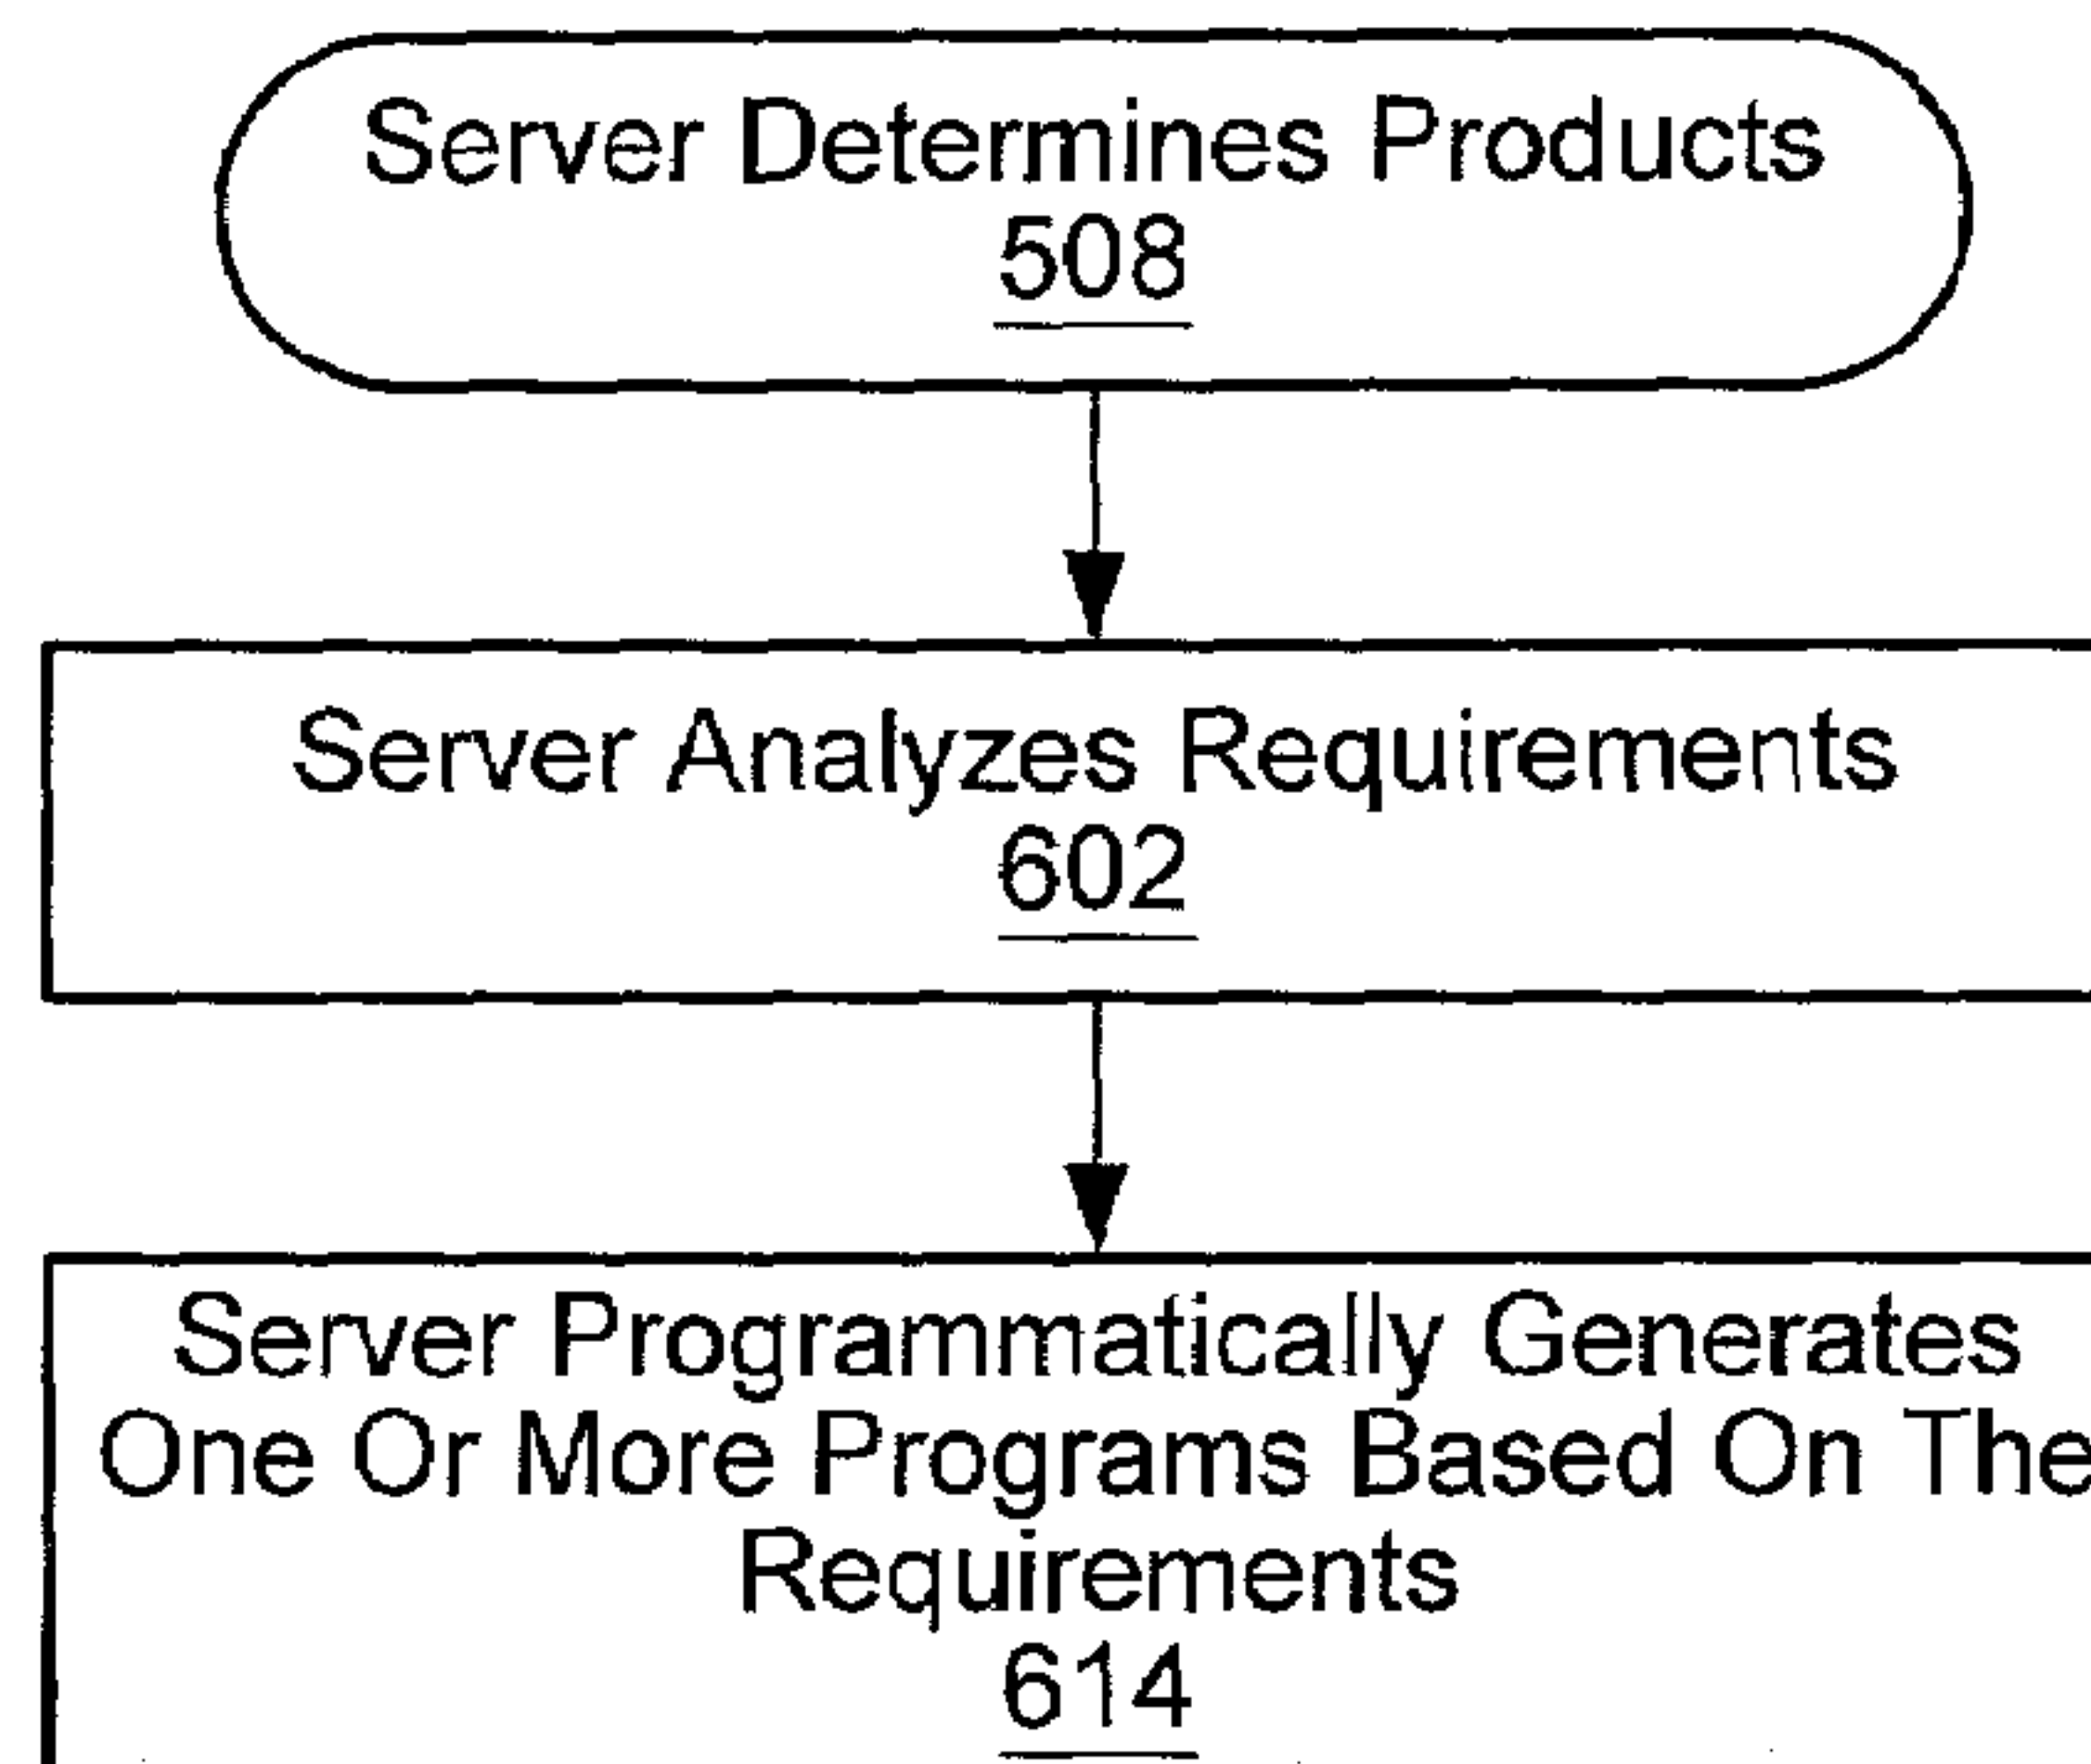 Server Determines Products
508
Server Analyzes Requirements
602
Server Programmatically Generates
One Or More Programs Based On The
Requirements
614